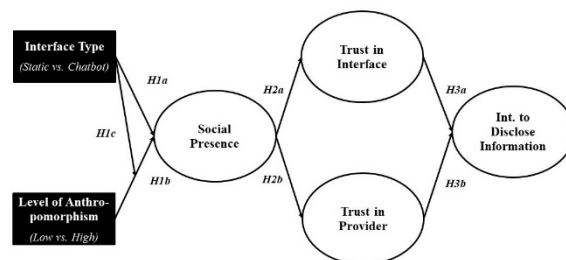 Interface Type
(Static vs. Chatbot)
H1a
H1c
H1b
Level of Anthro-
pomorphism
(Low vs. High)
Social
Presence
H2a
H2b
Trust in
Interface
Trust in
Provider
H3a
H3b
Int. to
Disclose
Information